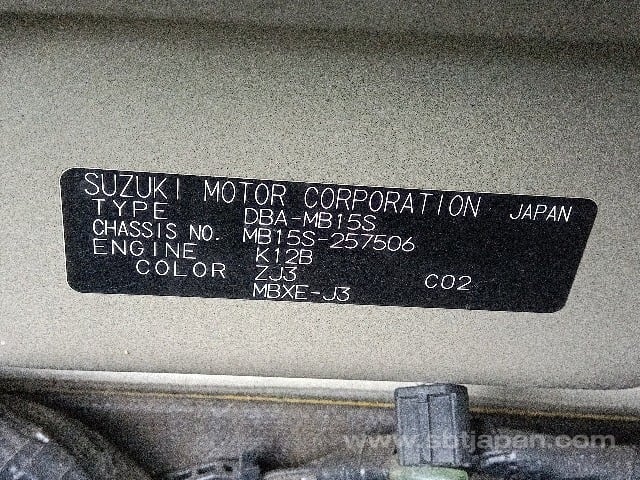 SUZUKI MOTOR CORPORATION JAPAN
TYPE DBA-MB15S
CHASSIS NO. MB15S-257506
ENGINE K12B
COLOR ZJ3 C02
MBXE-J3
www.sbtjapan.com